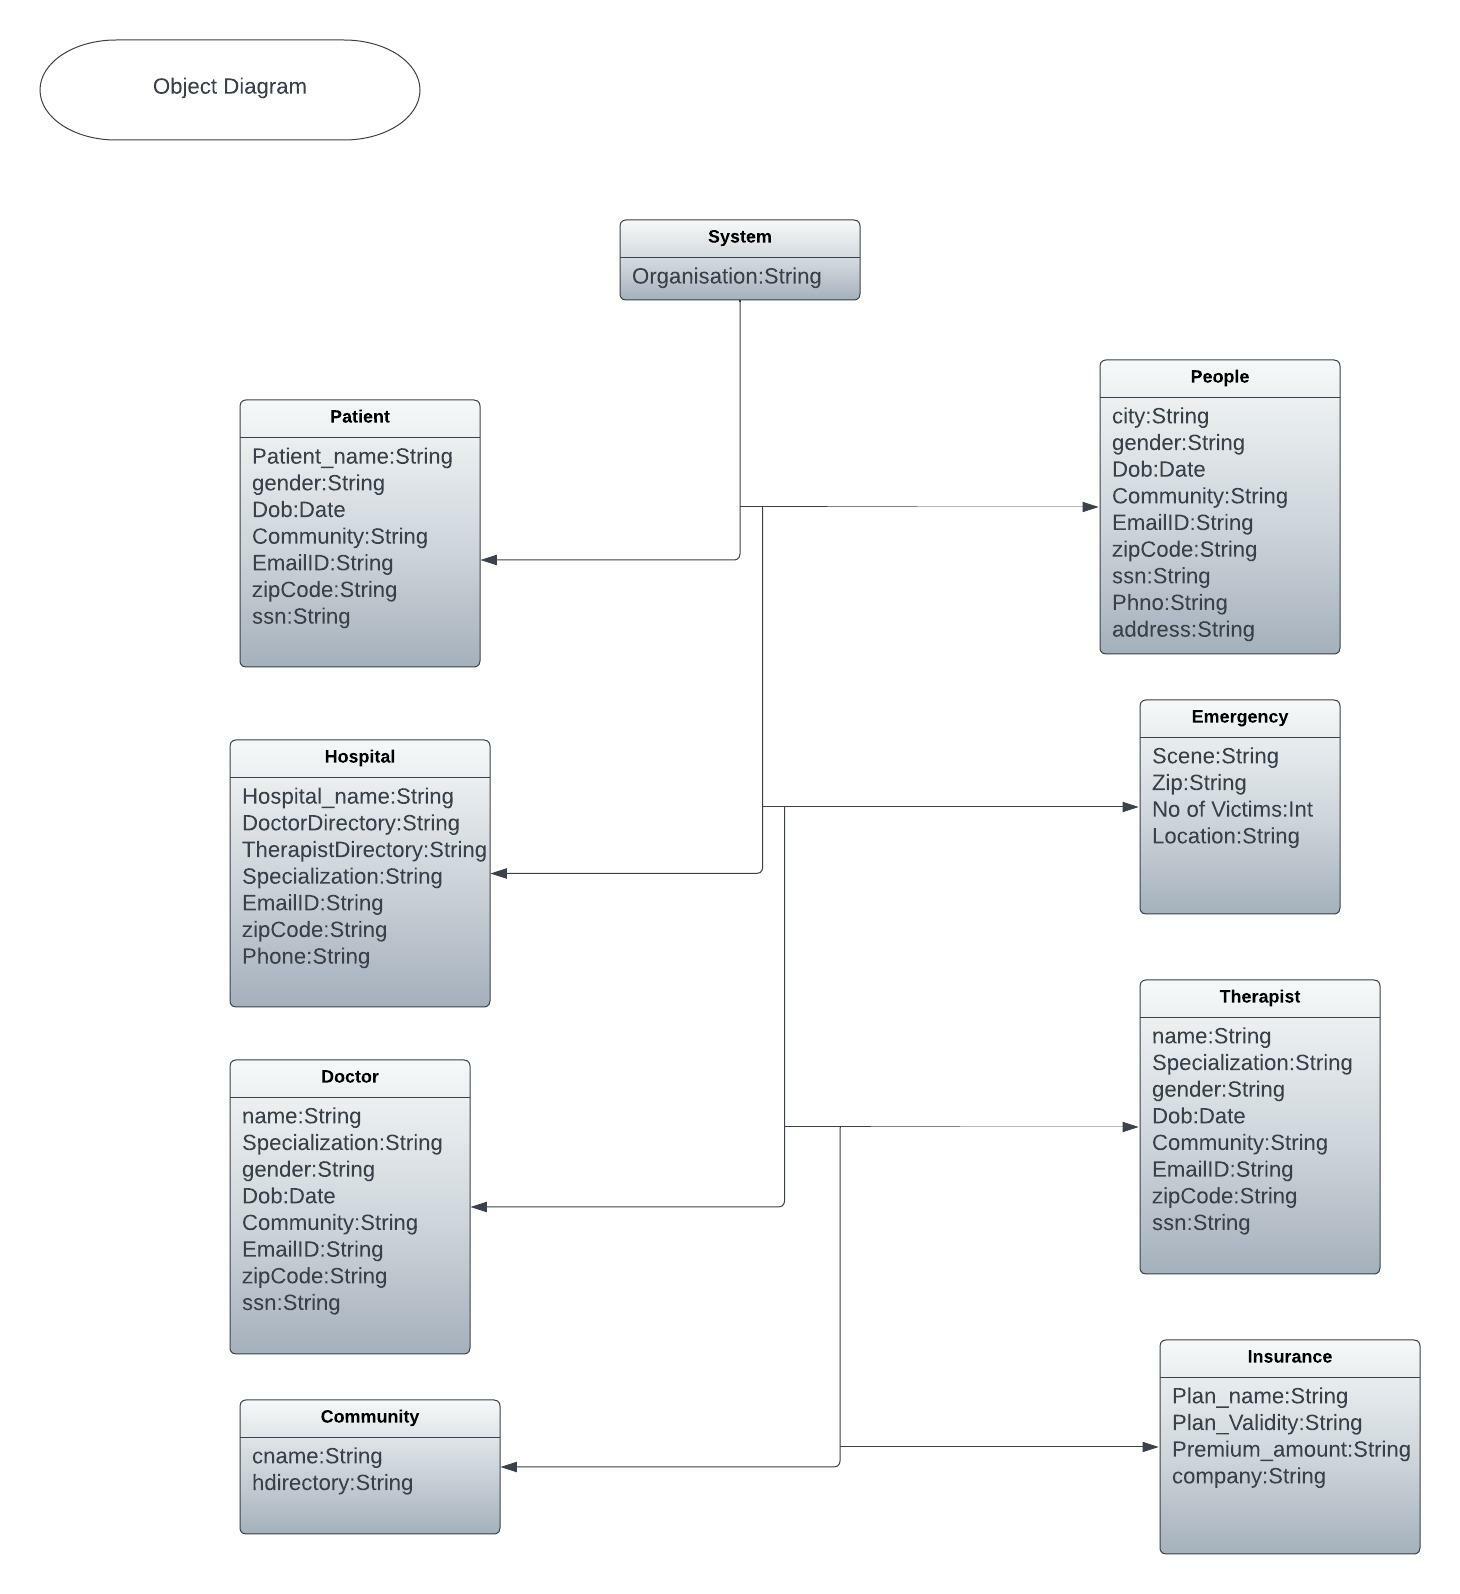 Object Diagram
System
Organisation:String
People
city:String
gender:String
Dob:Date
Community:String
EmailID:String
zipCode:String
ssn:String
Phno:String
address:String
Patient
Patient_name:String
gender:String
Dob:Date
Community:String
EmailID:String
zipCode:String
ssn:String
Emergency
Scene:String
Zip:String
No of Victims:Int
Location:String
Hospital
Hospital_name:String
DoctorDirectory:String
TherapistDirectory:String
Specialization:String
EmailID:String
zipCode:String
Phone:String
Therapist
name:String
Specialization:String
gender:String
Dob:Date
Community:String
EmailID:String
zipCode:String
ssn:String
Doctor
name:String
Specialization:String
gender:String
Dob:Date
Community:String
EmailID:String
zipCode:String
ssn:String
Insurance
Plan_name:String
Plan_Validity:String
Premium_amount:String
company:String
Community
cname:String
hdirectory:String